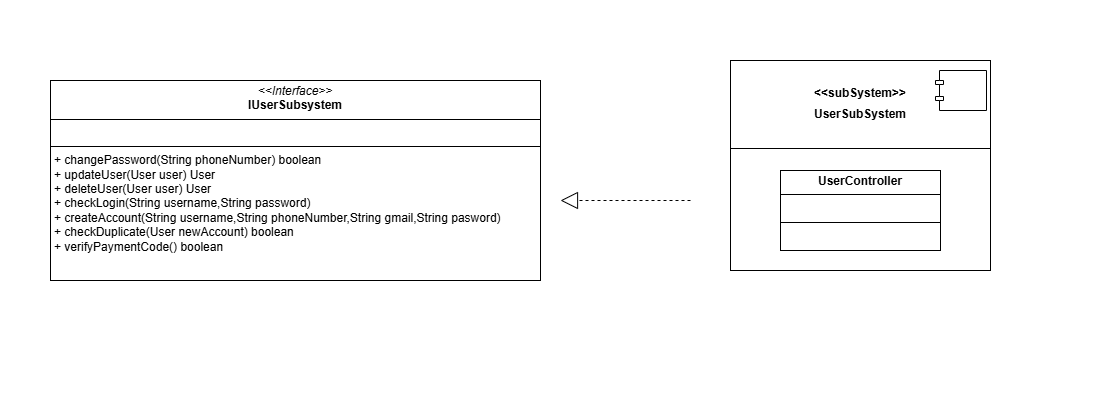 <<Interface>>
IUserSubsystem
+ changePassword(String phoneNumber) boolean
+ updateUser(User user) User
+ deleteUser(User user) User
+ checkLogin(String username,String password)
+ createAccount(String username,String phoneNumber,String gmail,String pasword)
+ checkDuplicate(User newAccount) boolean
+ verifyPaymentCode() boolean
<<subSystem>>
UserSubSystem
UserController